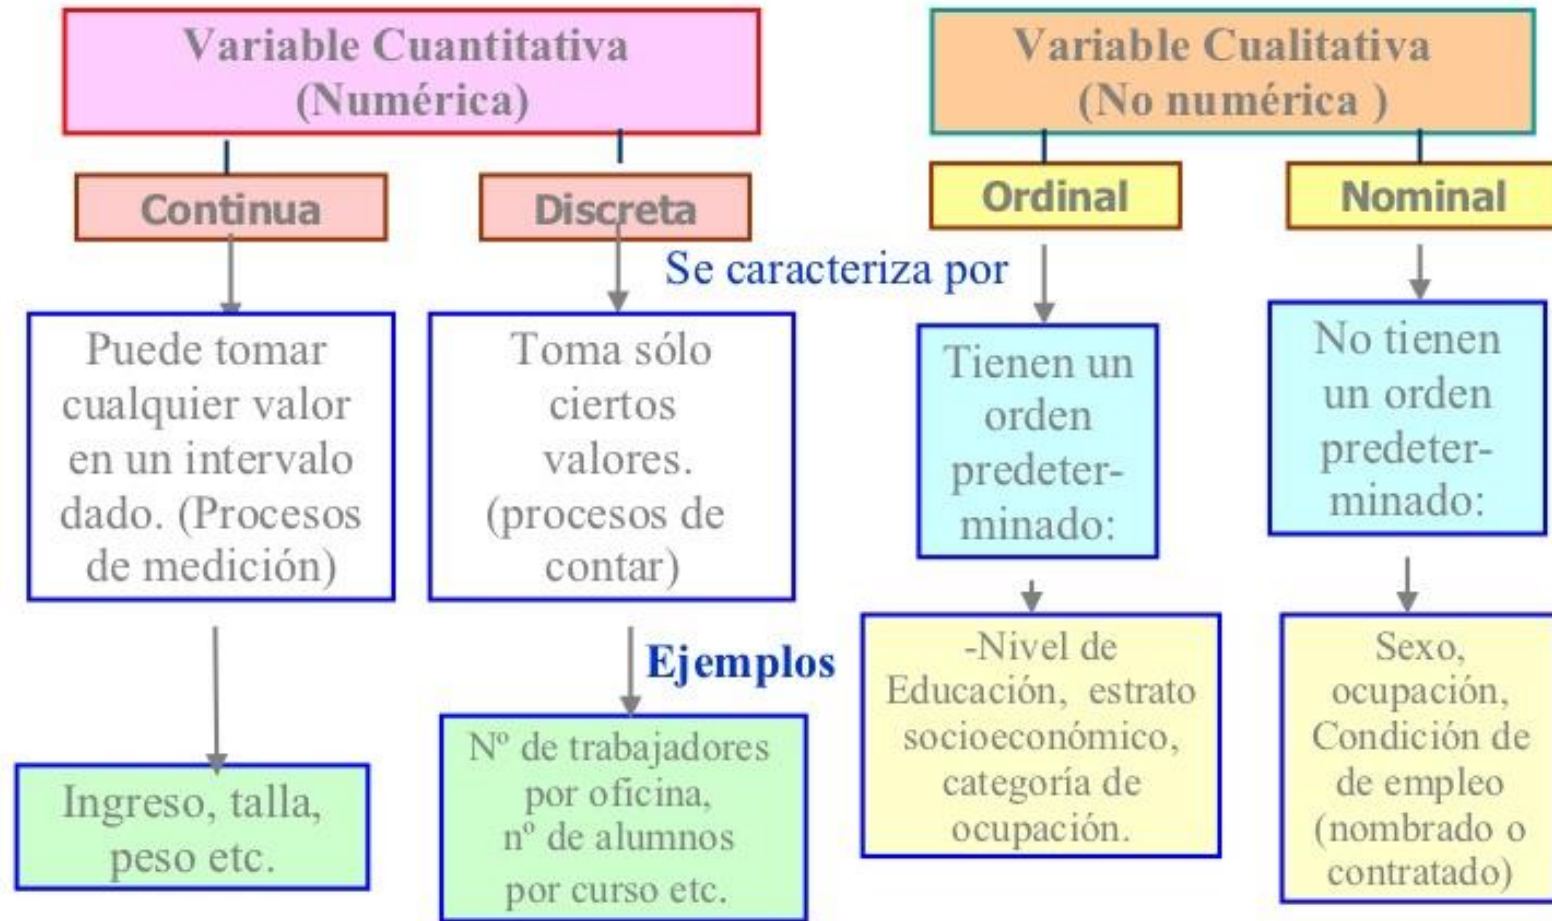 Variable Cuantitativa
(Numérica)
Variable Cualitativa
(No numérica )
Continua
Discreta
Ordinal
Nominal
Se caracteriza por
Puede tomar
cualquier valor
en un intervalo
dado. (Procesos
de medición)
Toma sólo
ciertos
valores.
(procesos de
contar)
Tienen un
orden
predeter-
minado:
No tienen
un orden
predeter-
minado:
Ejemplos
Ingreso, talla,
peso etc.
Nº de trabajadores
por oficina,
nº de alumnos
por curso etc.
-Nivel de
Educación, estrato
socioeconómico,
categoría de
ocupación.
Sexo,
ocupación,
Condición de
de empleo
(nombrado o
contratado)